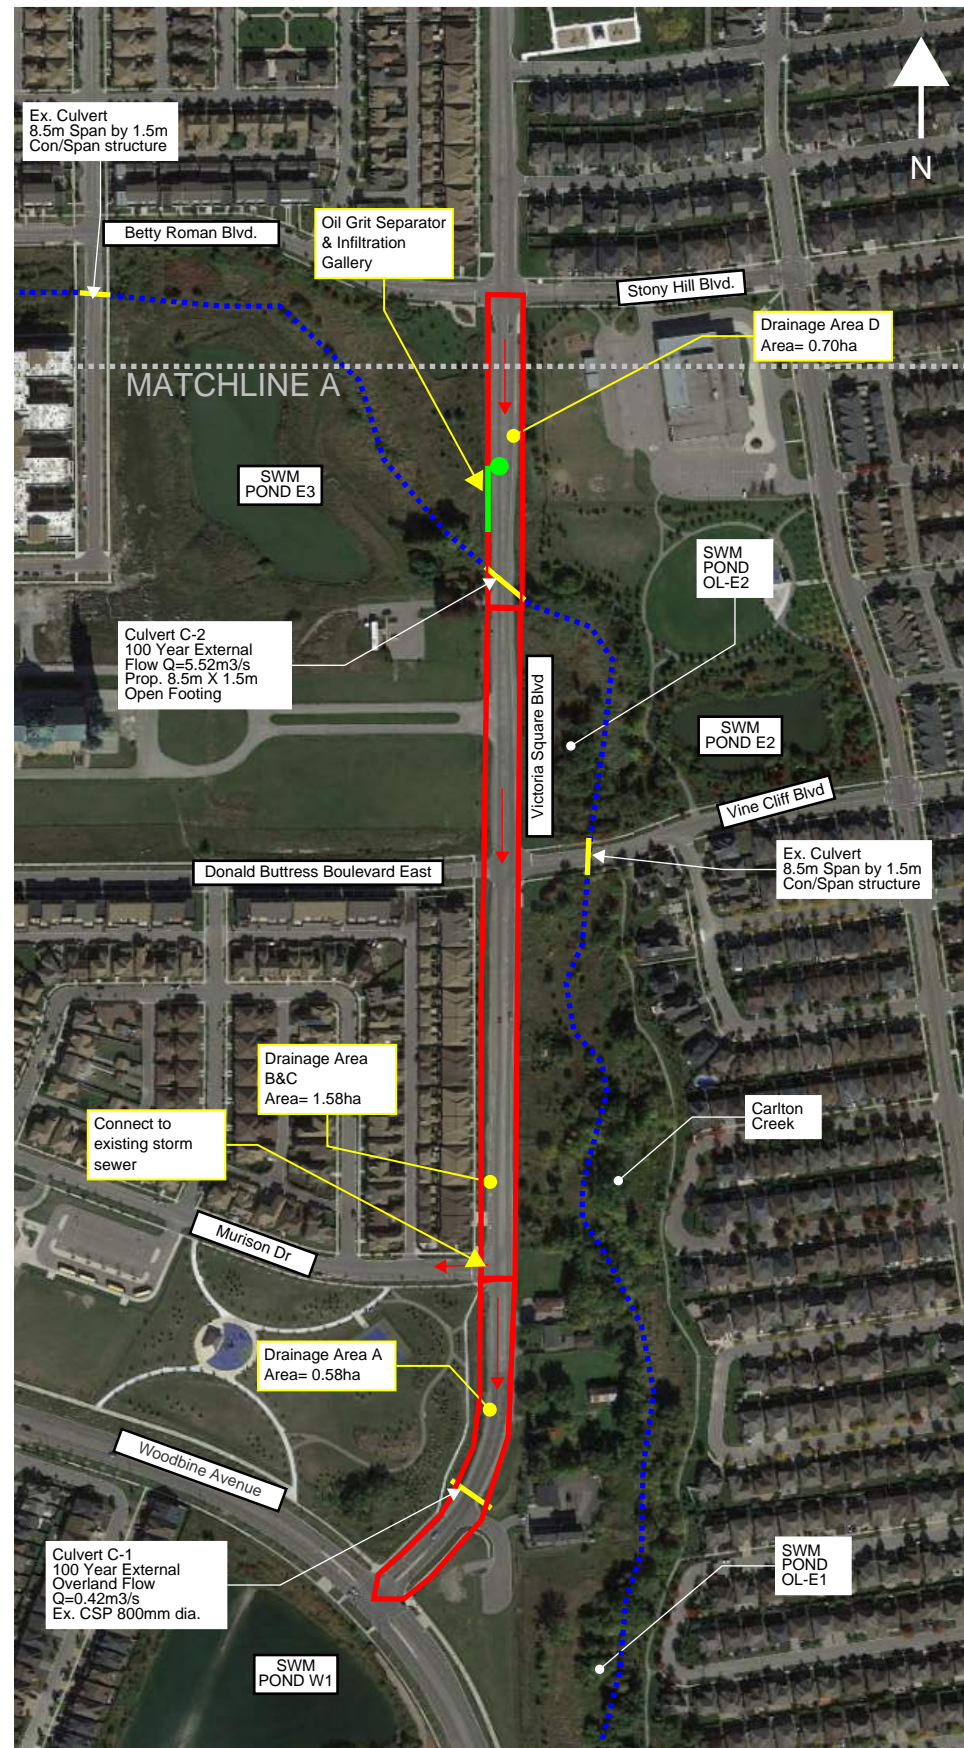 N
Ex. Culvert
8.5m Span by 1.5m
Con/Span structure
Betty Roman Blvd.
Oil Grit Separator
& Infiltration
Gallery
Stony Hill Blvd.
Drainage Area D
Area= 0.70ha
MATCHLINE A
SWM
POND E3
SWM
POND
OL-E2
Culvert C-2
100 Year External
Flow Q=5.52m3/s
Prop. 8.5m X 1.5m
Open Footing
Victoria Square Blvd
SWM
POND E2
Vine Cliff Blvd
Donald Buttress Boulevard East
Ex. Culvert
8.5m Span by 1.5m
Con/Span structure
Drainage Area
B&C
Area= 1.58ha
Connect to
existing storm
sewer
Carlton
Creek
Murison Dr
Drainage Area A
Area= 0.58ha
Woodbine Avenue
Culvert C-1
100 Year External
Overland Flow
Q=0.42m3/s
Ex. CSP 800mm dia.
SWM
POND
OL-E1
SWM
POND W1